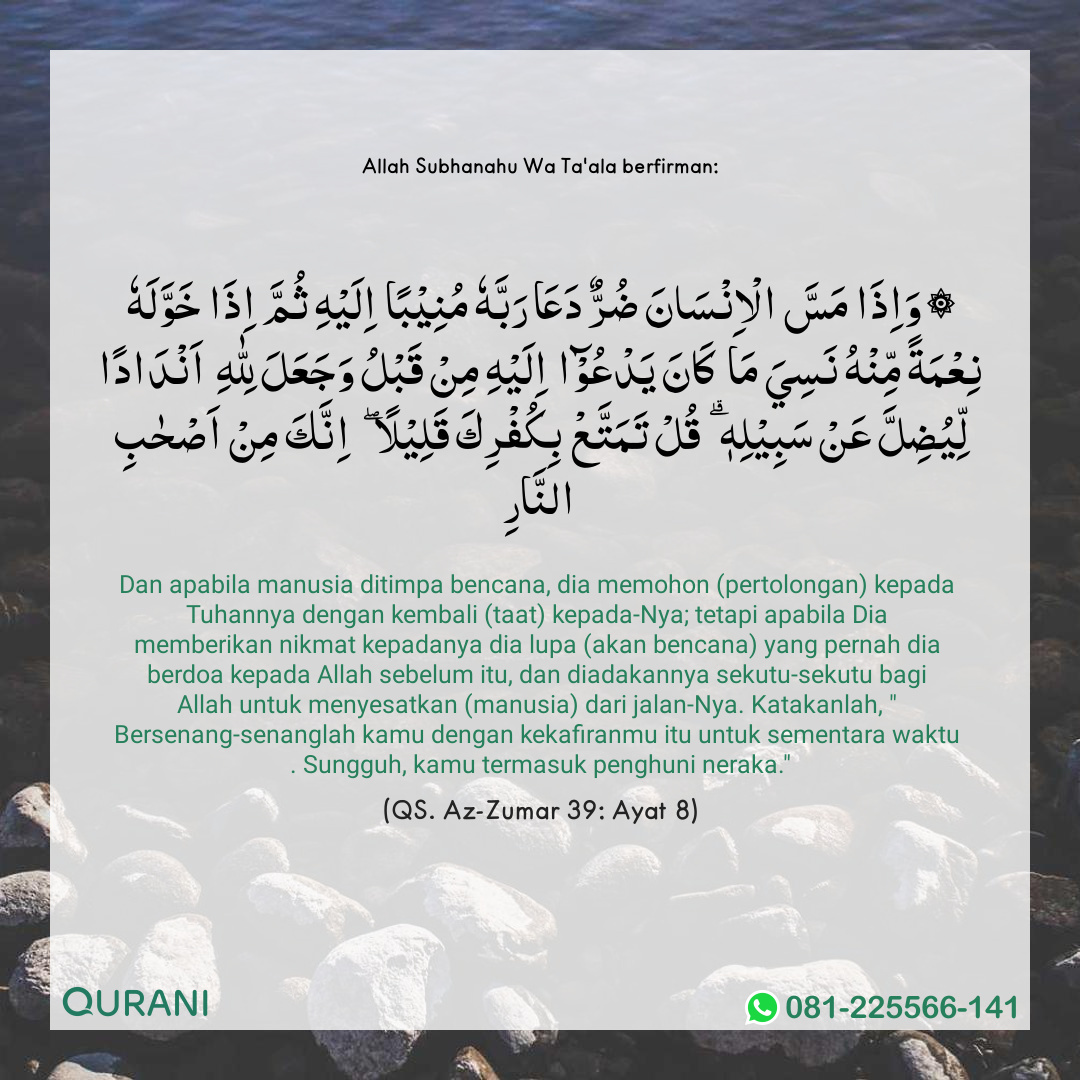 Allah Subhanahu Wa Ta'ala berfirman:
۞ وَاِذَا مَسَّ الْاِنْسَانَ ضُرٌّ دَعَا رَبَّهٗ مُنِيْبًا اِلَيْهِ ثُمَّ اِذَا خَوَّلَهٗ
نِعْمَةً مِّنْهُ نَسِيَ مَا كَانَ يَدْعُوْٓا اِلَيْهِ مِنْ قَبْلُ وَجَعَلَ لِلّٰهِ اَنْدَادًا
لِّيُضِلَّ عَنْ سَبِيْلِهٖ ۗ قُلْ تَمَتَّعْ بِكُفْرِكَ قَلِيْلًا ۖ اِنَّكَ مِنْ اَصْحٰبِ
النَّارِ
Dan apabila manusia ditimpa bencana, dia memohon (pertolongan) kepada
Tuhannya dengan kembali (taat) kepada-Nya; tetapi apabila Dia
memberikan nikmat kepadanya dia lupa (akan bencana) yang pernah dia
berdoa kepada Allah sebelum itu, dan diadakannya sekutu-sekutu bagi
Allah untuk menyesatkan (manusia) dari jalan-Nya. Katakanlah, "
Bersenang-senanglah kamu dengan kekafiranmu itu untuk sementara waktu
. Sungguh, kamu termasuk penghuni neraka."
(QS. Az-Zumar 39: Ayat 8)
QURANI
081-225566-141